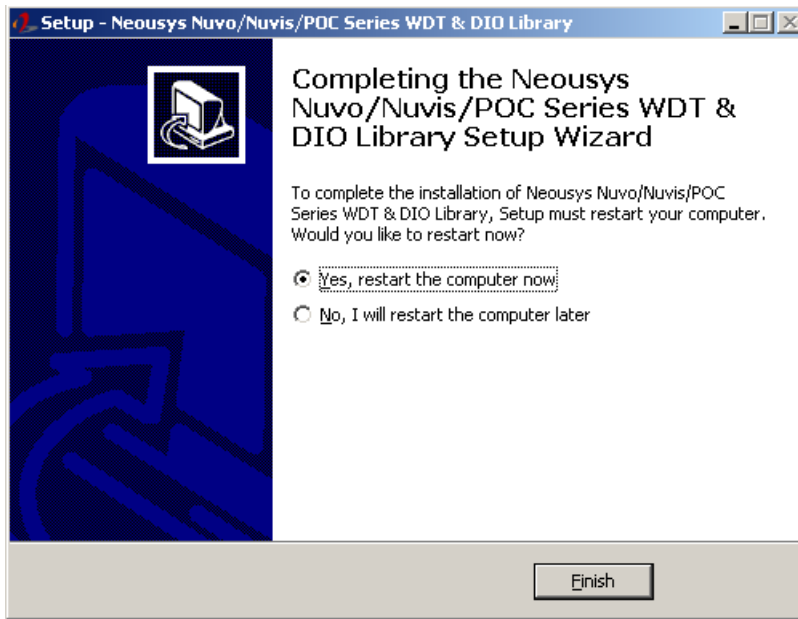 Setup - Neousys Nuvo/Nuvis/POC Series WDT & DIO Library
Completing the Neousys
Nuvo/Nuvis/POC Series WDT &
DIO Library Setup Wizard
To complete the installation of Neousys Nuvo/Nuvis/POC
Series WDT & DIO Library, Setup must restart your computer.
Would you like to restart now?
Yes, restart the computer now
No, I will restart the computer later
Finish